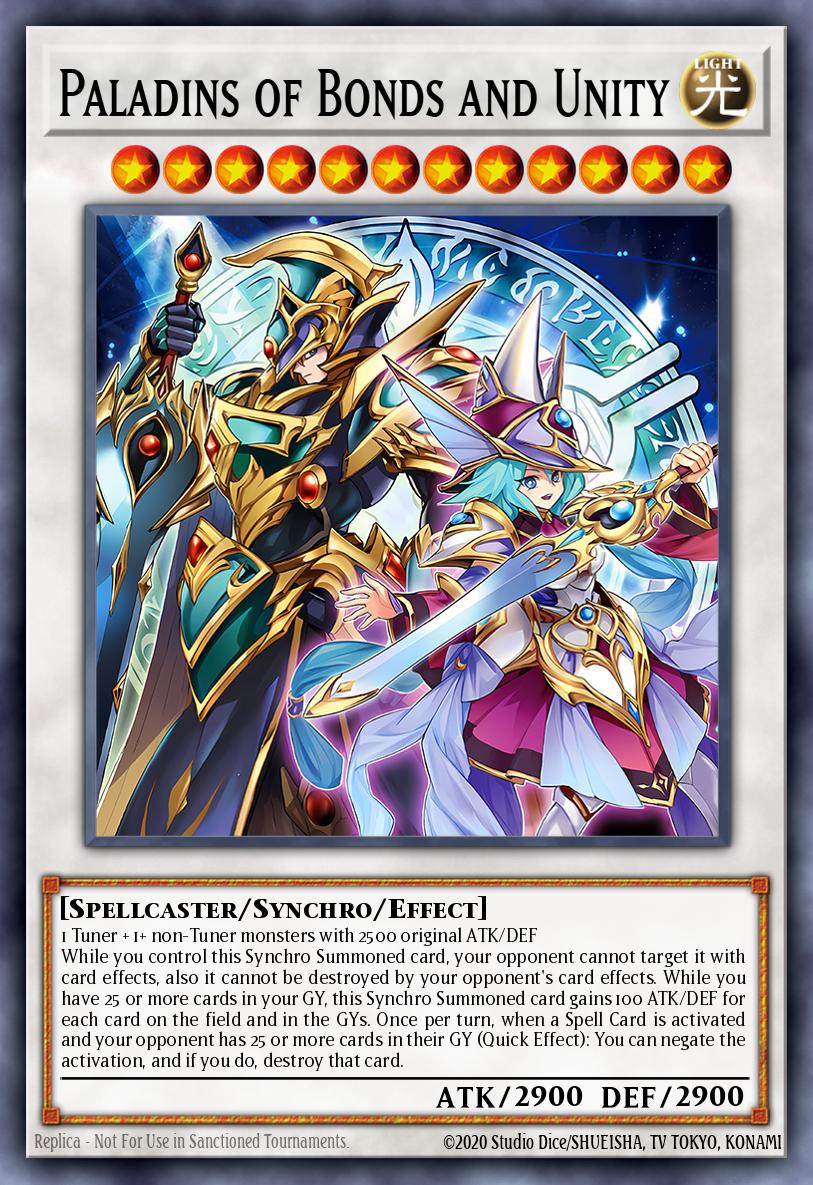 PALADINS OF BONDS AND UNITY
LIGHT
光
[SPELLCASTER/SYNCHRO/EFFECT]
1 Tuner + 1+ non-Tuner monsters with 2500 original ATK/DEF
While you control this Synchro Summoned card, your opponent cannot target it with
card effects, also it cannot be destroyed by your opponent's card effects. While you
have 25 or more cards in your GY, this Synchro Summoned card gains 100 ATK/DEF for
each card on the field and in the GYs. Once per turn, when a Spell Card is activated
and your opponent has 25 or more cards in their GY (Quick Effect): You can negate the
activation, and if you do, destroy that card.
ATK/2900 DEF/2900
Replica - Not For Use in Sanctioned Tournaments.
©2020 Studio Dice/SHUEISHA, TV TOKYO, KONAMI